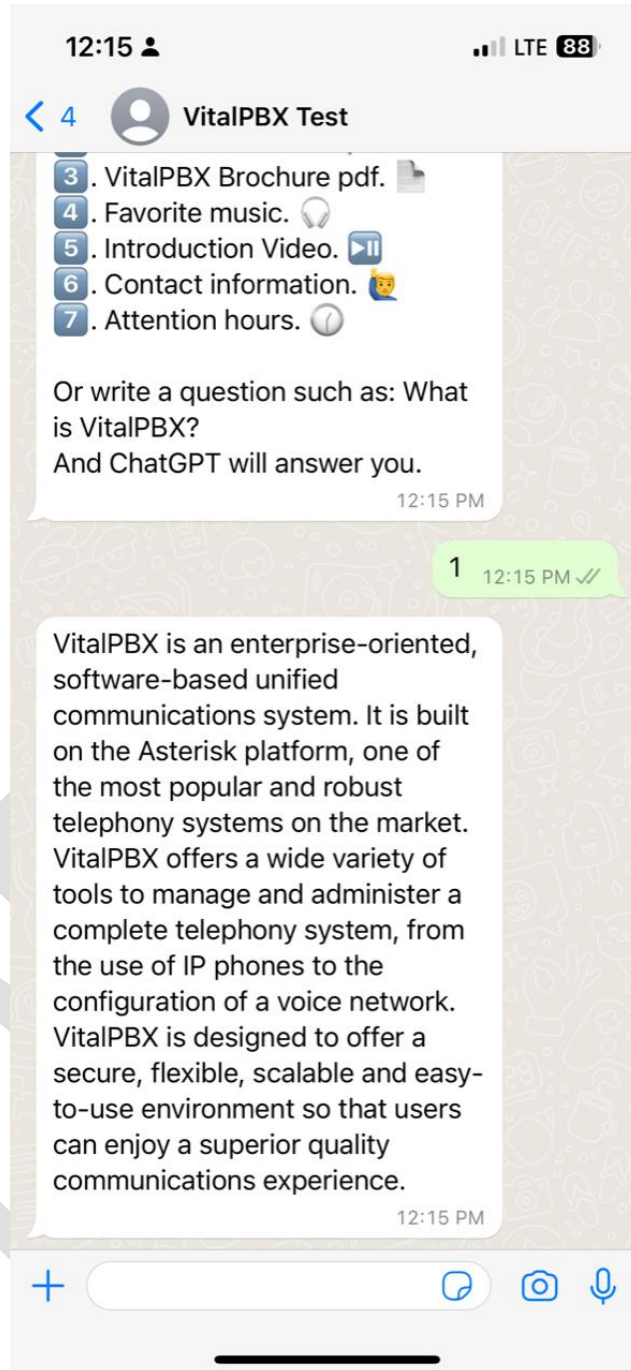 12:15
LTE 88
4 VitalPBX Test
3. VitalPBX Brochure pdf.
4. Favorite music.
5. Introduction Video.
6. Contact information.
7. Attention hours.
Or write a question such as: What
is VitalPBX?
And ChatGPT will answer you.
12:15 PM
1 12:15 PM
VitalPBX is an enterprise-oriented,
software-based unified
communications system. It is built
on the Asterisk platform, one of
the most popular and robust
telephony systems on the market.
VitalPBX offers a wide variety of
tools to manage and administer a
complete telephony system, from
the use of IP phones to the
configuration of a voice network.
VitalPBX is designed to offer a
secure, flexible, scalable and easy-
to-use environment so that users
can enjoy a superior quality
communications experience.
12:15 PM